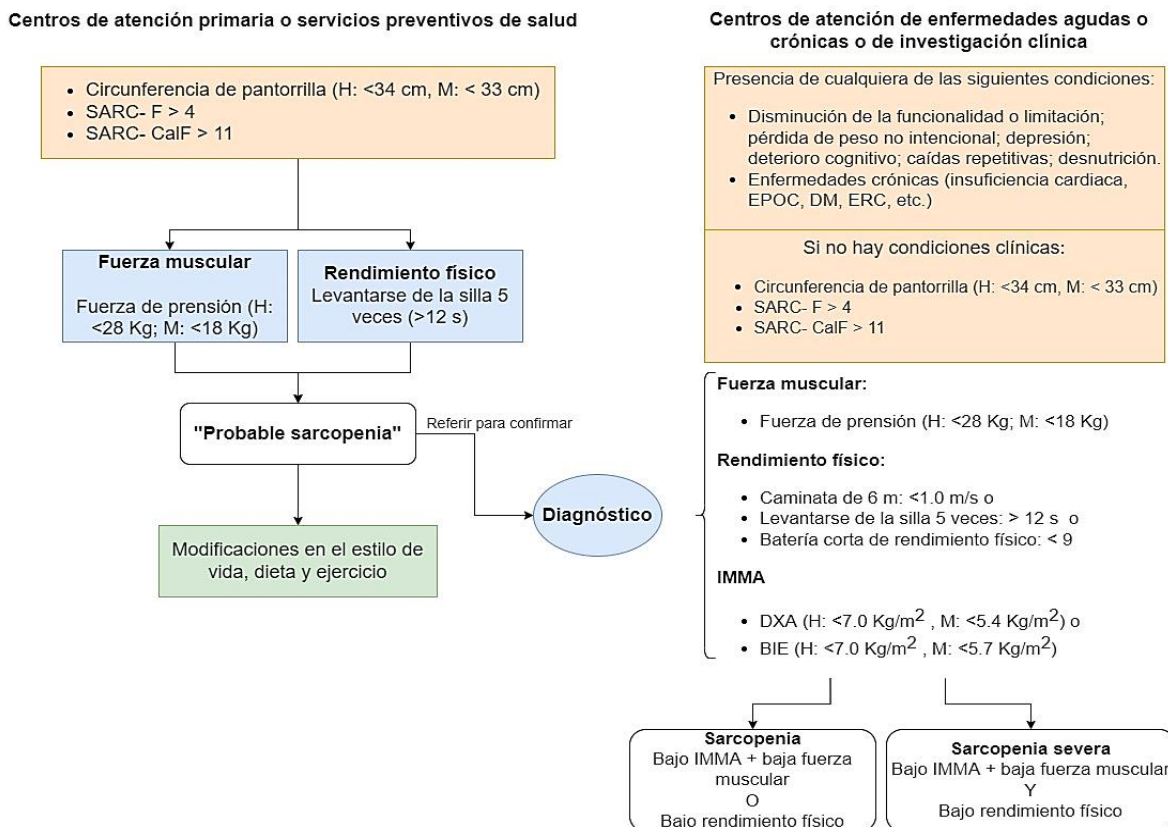 Centros de atención primaria o servicios preventivos de salud
Circunferencia de pantorrilla (H: <34 cm, M: < 33 cm)
SARC- F > 4
SARC- CalF > 11
Fuerza muscular
Fuerza de prensión (H:
<28 Kg; M: <18 Kg)
Rendimiento físico
Levantarse de la silla 5
veces (>12 s)
"Probable sarcopenia"
Referir para confirmar
Modificaciones en el estilo de
vida, dieta y ejercicio
Diagnóstico
Centros de atención de enfermedades agudas o
crónicas o de investigación clínica
Presencia de cualquiera de las siguientes condiciones:
Disminución de la funcionalidad o limitación;
pérdida de peso no intencional; depresión;
deterioro cognitivo; caídas repetitivas; desnutrición.
Enfermedades crónicas (insuficiencia cardiaca,
EPOC, DM, ERC, etc.)
Si no hay condiciones clínicas:
Circunferencia de pantorrilla (H: <34 cm, M: < 33 cm)
SARC- F > 4
SARC- CalF > 11
Fuerza muscular:
Fuerza de prensión (H: <28 Kg; M: <18 Kg)
Rendimiento físico:
Caminata de 6 m: <1.0 m/s o
Levantarse de la silla 5 veces: > 12 s o
Batería corta de rendimiento físico: < 9
IMMA
DXA (H: <7.0 Kg/m² , M: <5.4 Kg/m²) o
BIE (H: <7.0 Kg/m² , M: <5.7 Kg/m²)
Sarcopenia
Bajo IMMA + baja fuerza
muscular
O
Bajo rendimiento físico
Sarcopenia severa
Bajo IMMA + baja fuerza muscular
Y
Bajo rendimiento físico